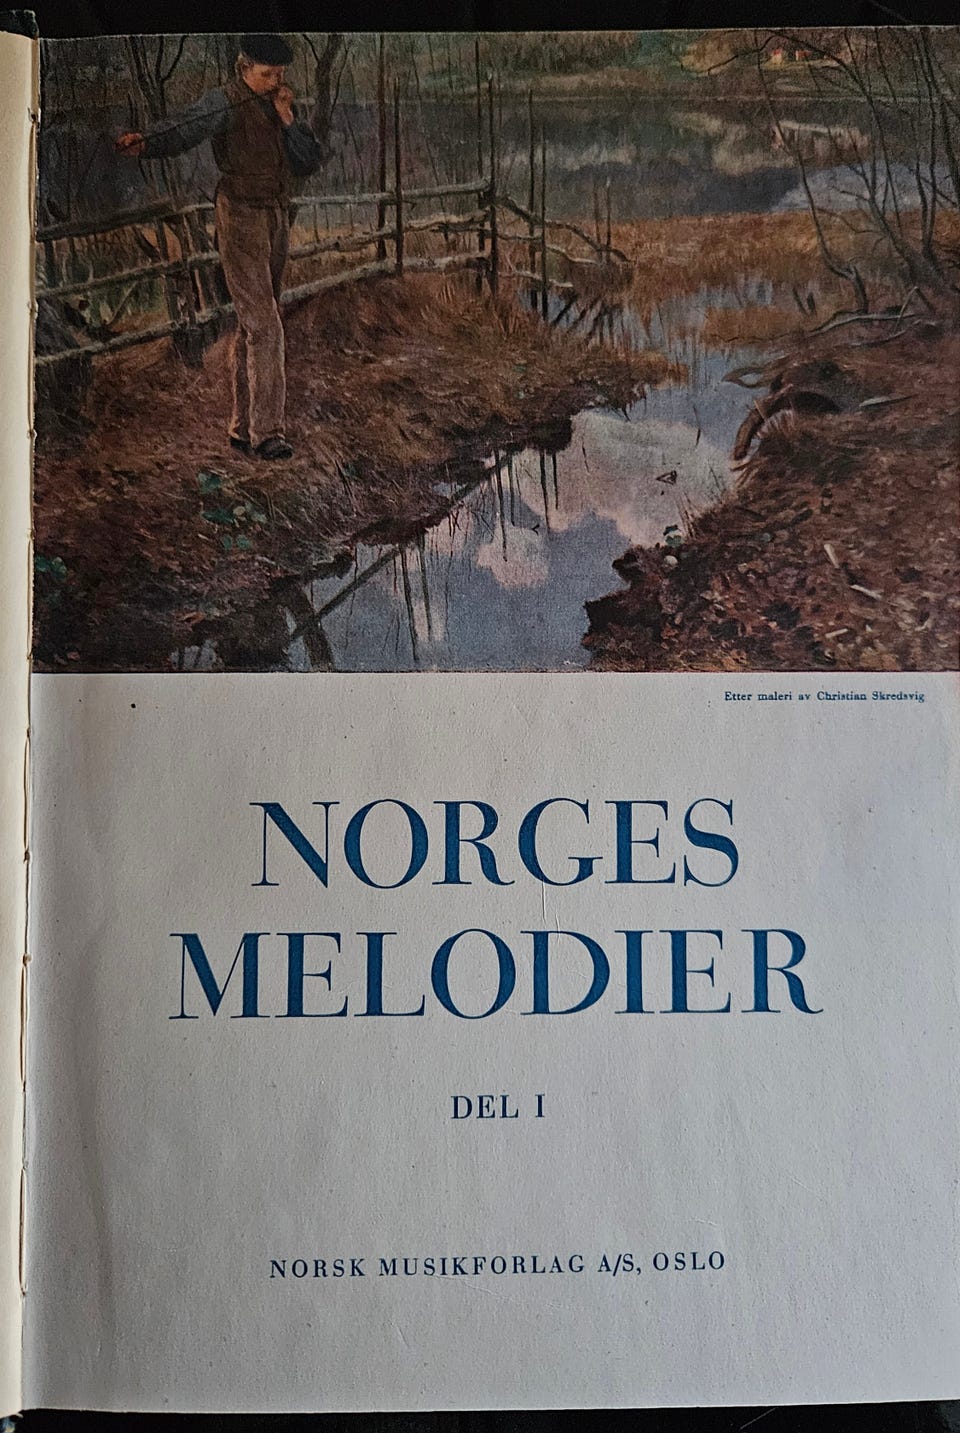 Etter maleri av Christian Skredsvig
NORGES
MELODIER
DEL I
NORSK MUSIKFORLAG A/S, OSLO